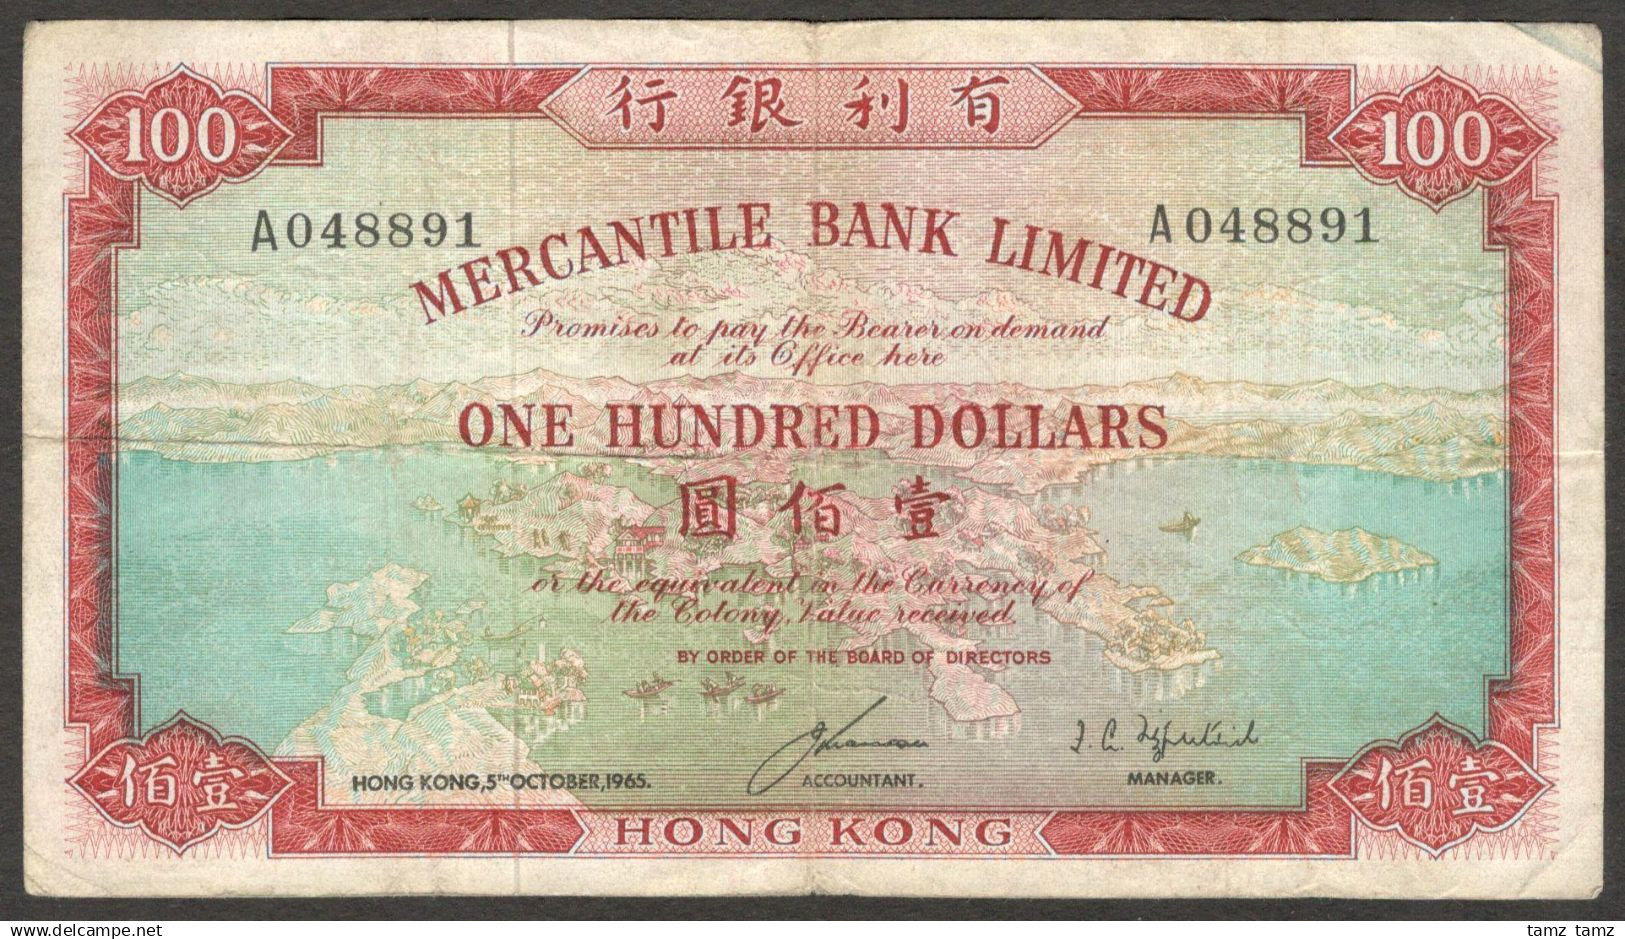 行銀利有
100
100
A048891
A048891
MERCANTILE BANK LIMITED
Promises to pay the Bearer on demand
at its Office here
ONE HUNDRED DOLLARS
圓佰壹
or the equivalent in the Currency of
the Colony, Value received.
BY ORDER OF THE BOARD OF DIRECTORS
HONG KONG, 5TH OCTOBER, 1965.
ACCOUNTANT.
MANAGER.
佰壹
佰壹
HONG KONG
tamz tamz